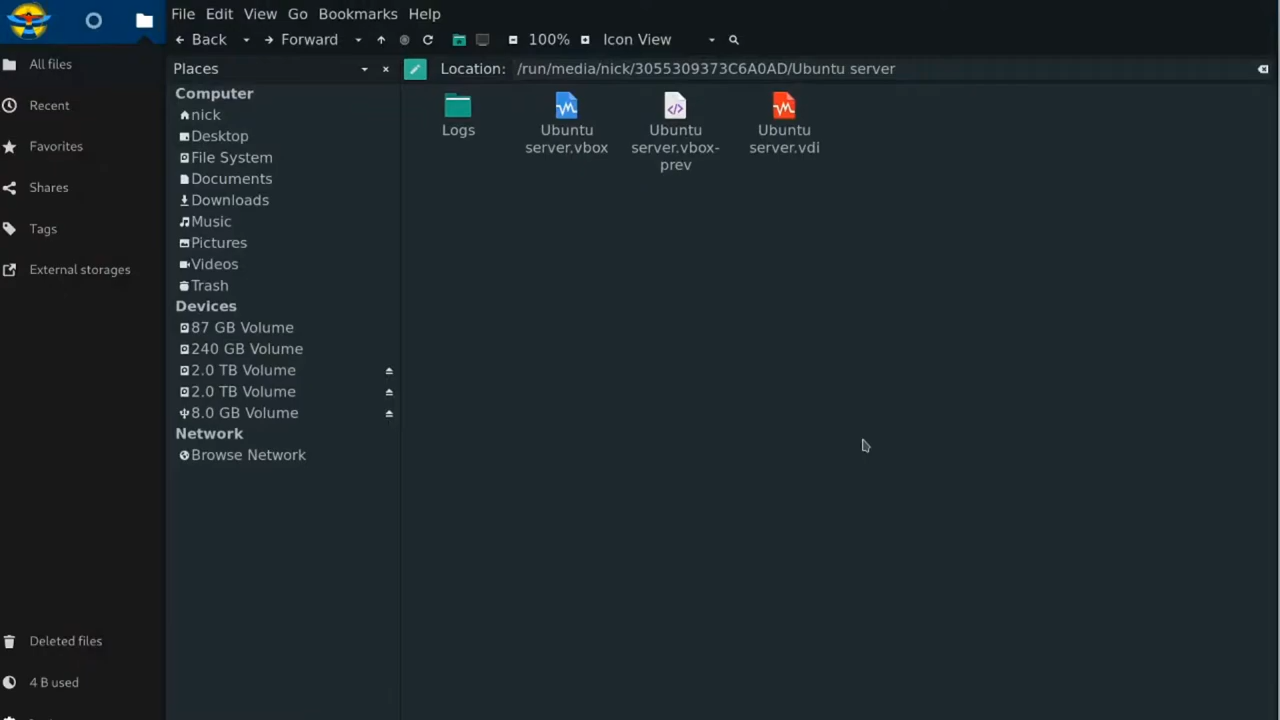 File Edit View Go Bookmarks Help
Back Forward 100% Icon View
All files
Recent
Favorites
Shares
Tags
External storages
Deleted files
4 B used
Places
Computer
nick
Desktop
File System
Documents
Downloads
Music
Pictures
Videos
Trash
Devices
87 GB Volume
240 GB Volume
2.0 TB Volume
2.0 TB Volume
8.0 GB Volume
Network
Browse Network
Location: /run/media/nick/3055309373C6A0AD/Ubuntu server
Logs
Ubuntu
server.vbox
Ubuntu
server.vbox-
prev
Ubuntu
server.vdi